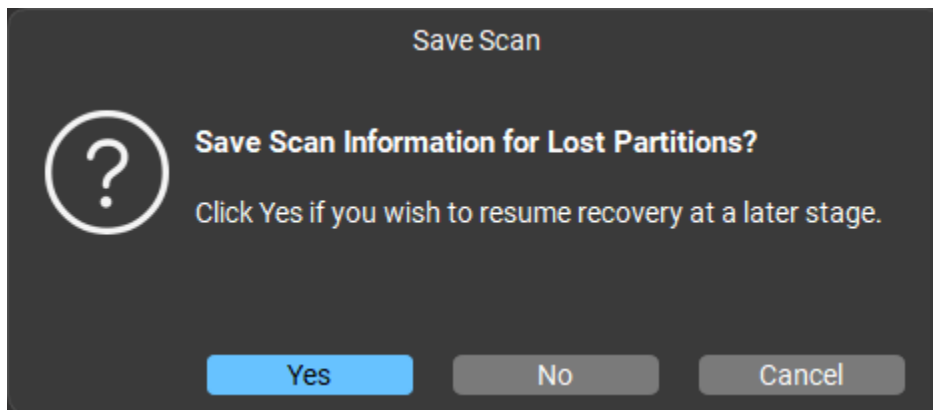 Save Scan
Save Scan Information for Lost Partitions?
Click Yes if you wish to resume recovery at a later stage.
Yes No Cancel